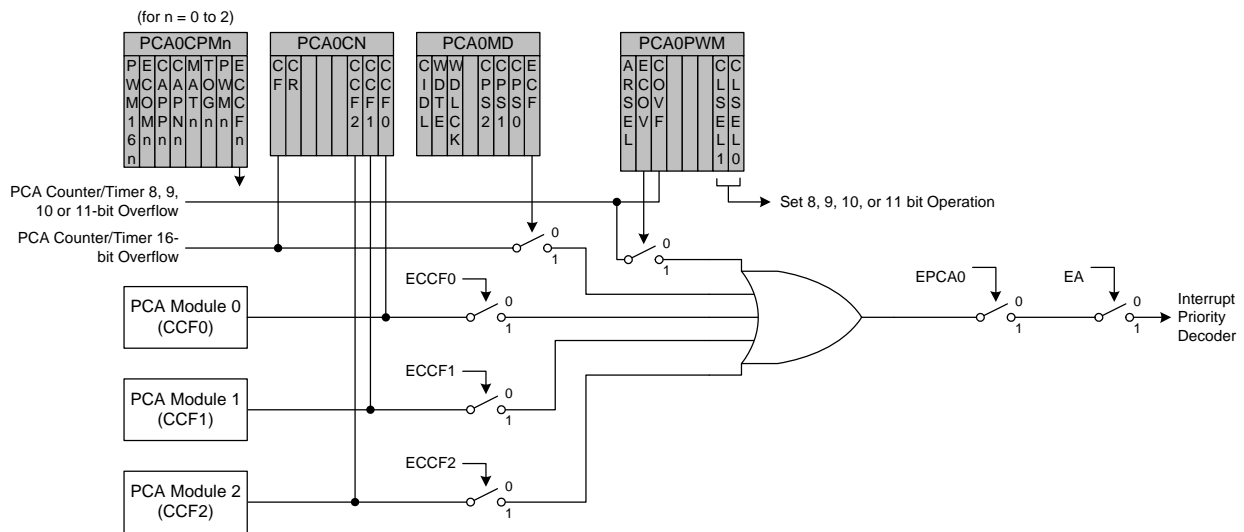 (for n = 0 to 2)
PCA0CPMn
PWM16n
ECOMn
CAPPn
CAPNn
MATn
TOGn
PWMn
ECCFn
PCA0CN
CF
CR
CCF2
CCF1
CCF0
PCA0MD
CIDL
WDTE
WDLCK
CPS2
CPS1
CPS0
ECF
PCA0PWM
ARSEL
ECOV
COVF
CLSEL1
CLSEL0
PCA Counter/Timer 8, 9,
10 or 11-bit Overflow
Set 8, 9, 10, or 11 bit Operation
PCA Counter/Timer 16-
bit Overflow
0
1
0
1
PCA Module 0
(CCF0)
ECCF0
0
1
EPCA0
0
1
EA
0
1
Interrupt
Priority
Decoder
PCA Module 1
(CCF1)
ECCF1
0
1
PCA Module 2
(CCF2)
ECCF2
0
1